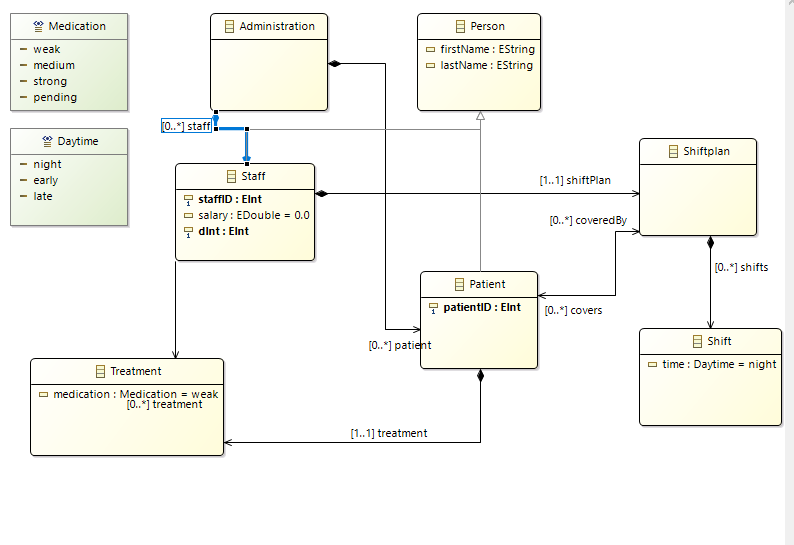 Medication
weak
medium
strong
pending
Administration
Person
firstName : EString
lastName : EString
Daytime
night
early
late
[0..*] staff
Staff
staffID : EInt
salary : EDouble = 0.0
dInt : EInt
[1..1] shiftPlan
Shiftplan
[0..*] coveredBy
[0..*] shifts
Patient
patientID : EInt
[0..*] covers
[0..*] patient
Shift
time : Daytime = night
Treatment
medication : Medication = weak
[0..*] treatment
[1..1] treatment